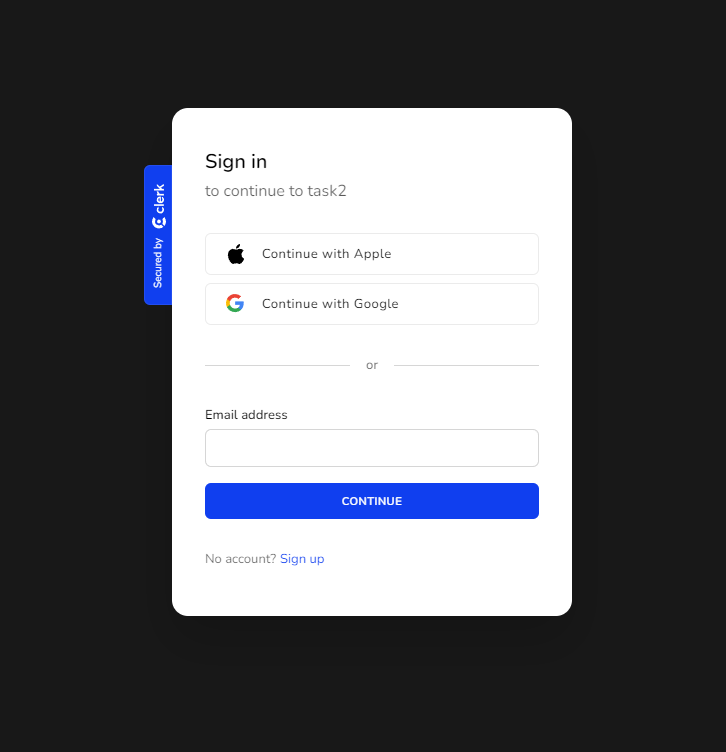 Sign in
to continue to task2
Secured by clerk
Continue with Apple
Continue with Google
or
Email address
CONTINUE
No account? Sign up